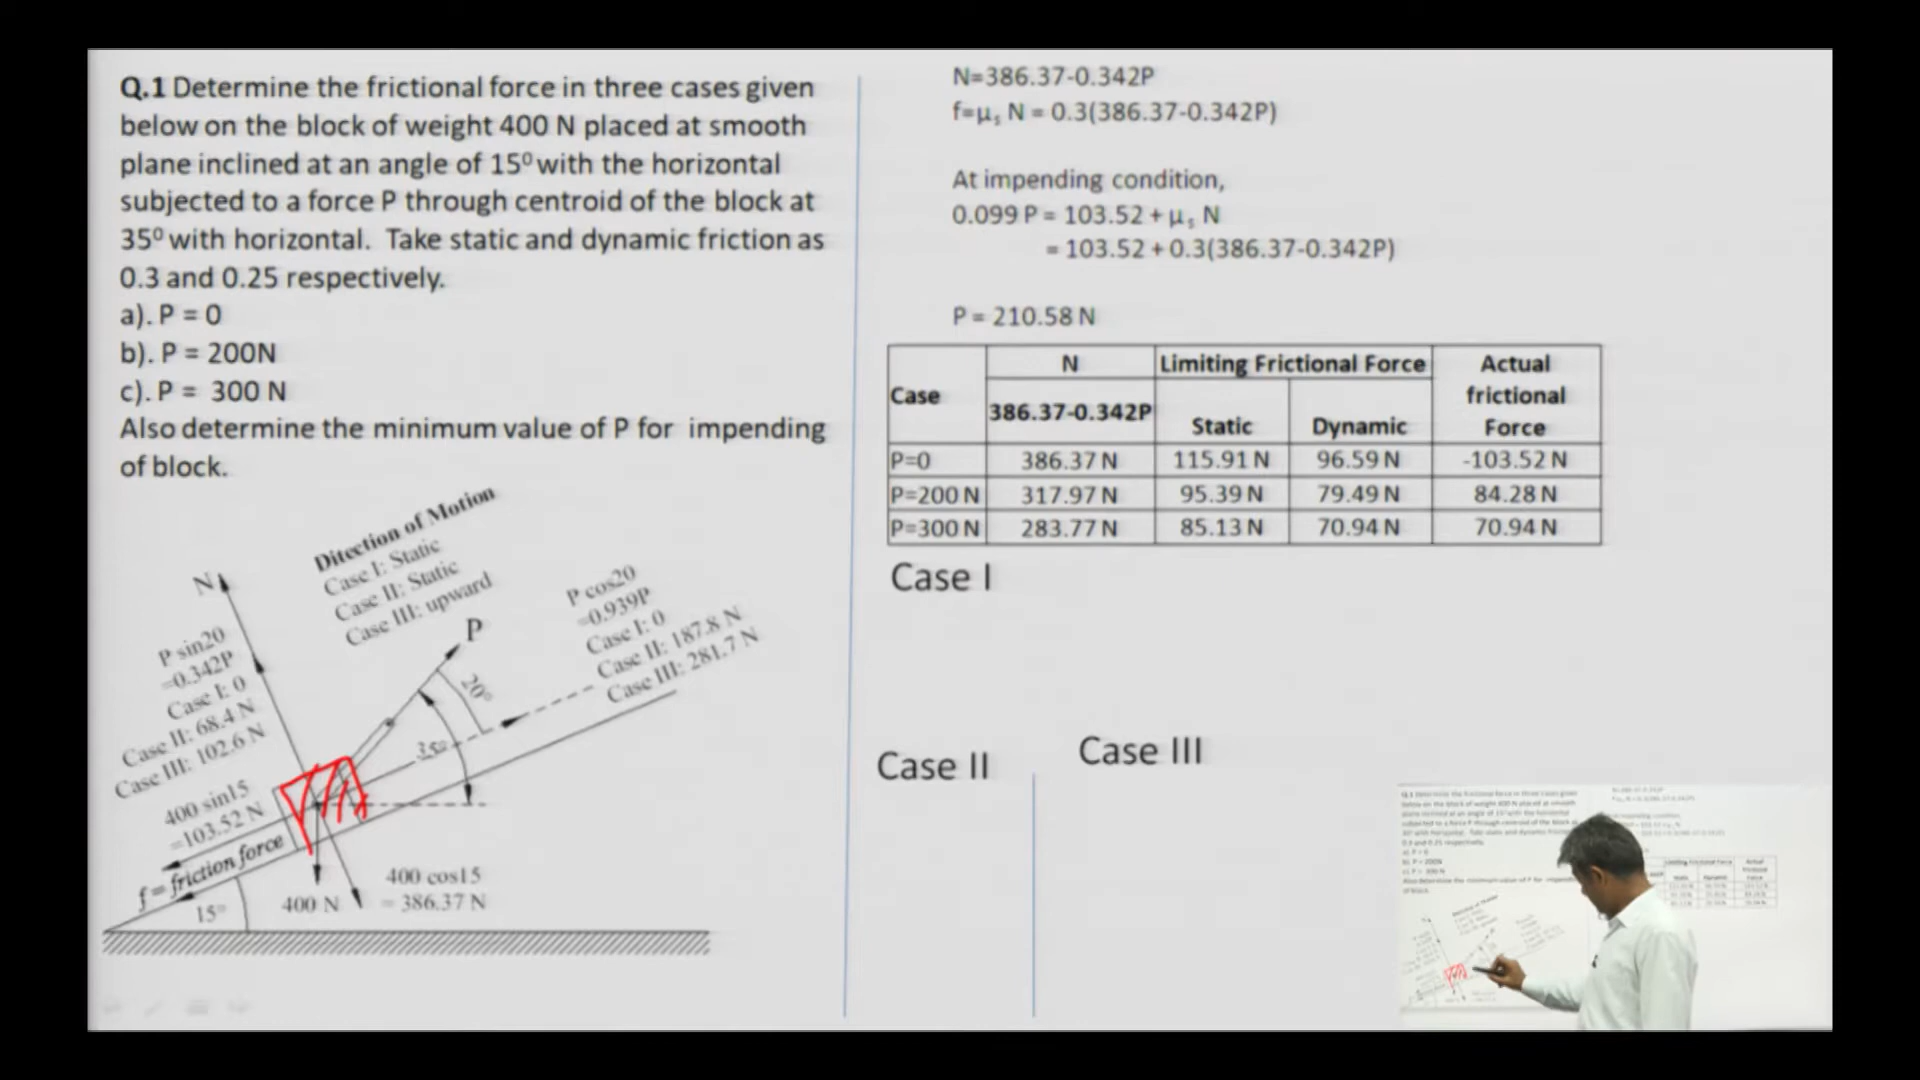 Q.1 Determine the frictional force in three cases given
below on the block of weight 400 N placed at smooth
plane inclined at an angle of 15⁰ with the horizontal
subjected to a force P through centroid of the block at
35⁰ with horizontal. Take static and dynamic friction as
0.3 and 0.25 respectively.
a). P = 0
b). P = 200N
c). P = 300 N
Also determine the minimum value of P for impending
of block.
Ditection of Motion
Case I: Static
Case II: Static
Case III: upward
N
P sin20
=0.342P
Case I: 0
Case II: 68.4 N
Case III: 102.6 N
P
P cos20
=0.939P
Case I: 0
Case II: 187.8 N
Case III: 281.7 N
20°
35°
400 sin15
=103.52 N
f = friction force
15°
400 N
400 cos15
= 386.37 N
N=386.37-0.342P
f=μₛ N = 0.3(386.37-0.342P)
At impending condition,
0.099 P = 103.52 + μₛ N
= 103.52 + 0.3(386.37-0.342P)
P = 210.58 N
Case N Limiting Frictional Force Actual frictional Force
386.37-0.342P Static Dynamic
P=0 386.37 N 115.91 N 96.59 N -103.52 N
P=200 N 317.97 N 95.39 N 79.49 N 84.28 N
P=300 N 283.77 N 85.13 N 70.94 N 70.94 N
Case I
Case II
Case III